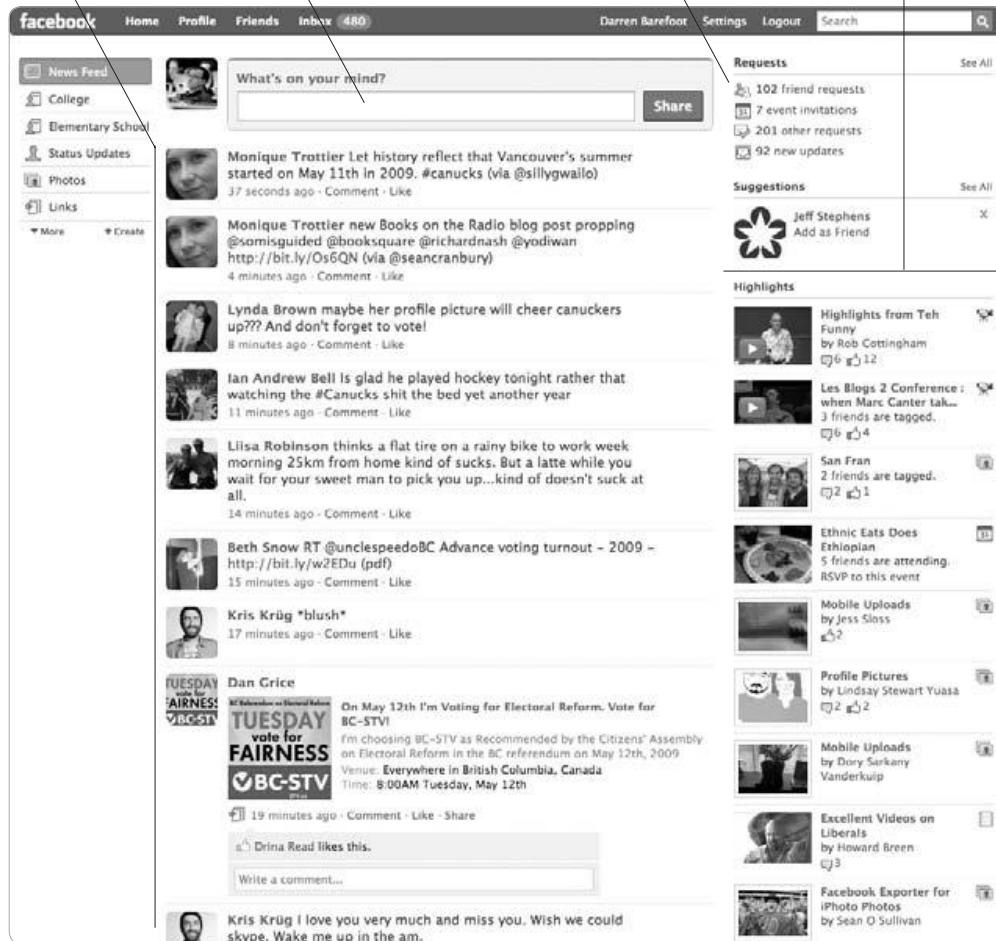 facebook Home Profile Friends Inbox 480 Darren Barefoot Settings Logout Search
News Feed
College
Elementary School
Status Updates
Photos
Links
More Create
What's on your mind?
Share
Monique Trottier Let history reflect that Vancouver's summer
started on May 11th in 2009. #canucks (via @sillygwailo)
37 seconds ago · Comment · Like
Monique Trottier new Books on the Radio blog post propping
@somisguided @booksquare @richardnash @yodiwan
http://bit.ly/Os6QN (via @seancranbury)
4 minutes ago · Comment · Like
Lynda Brown maybe her profile picture will cheer canuckers
up??? And don't forget to vote!
8 minutes ago · Comment · Like
Ian Andrew Bell Is glad he played hockey tonight rather that
watching the #Canucks shit the bed yet another year
11 minutes ago · Comment · Like
Liisa Robinson thinks a flat tire on a rainy bike to work week
morning 25km from home kind of sucks. But a latte while you
wait for your sweet man to pick you up...kind of doesn't suck at
all.
14 minutes ago · Comment · Like
Beth Snow RT @unclespeedoBC Advance voting turnout - 2009 -
http://bit.ly/w2EDu (pdf)
15 minutes ago · Comment · Like
Kris Krüg *blush*
17 minutes ago · Comment · Like
TUESDAY
vote for
FAIRNESS
BC-STV
Dan Grice
BC Referendum on Electoral Reform
TUESDAY
vote for
FAIRNESS
BC-STV
On May 12th I'm Voting for Electoral Reform. Vote for
BC-STV!
I'm choosing BC-STV as Recommended by the Citizens' Assembly
on Electoral Reform in the BC referendum on May 12th, 2009
Venue: Everywhere in British Columbia, Canada
Time: 8:00AM Tuesday, May 12th
19 minutes ago · Comment · Like · Share
Drina Read likes this.
Write a comment...
Kris Krüg I love you very much and miss you. Wish we could
skype. Wake me up in the am.
Requests See All
102 friend requests
31 7 event invitations
201 other requests
92 new updates
Suggestions See All
Jeff Stephens X
Add as Friend
Highlights
Highlights from Teh
Funny
by Rob Cottingham
6 12
Les Blogs 2 Conference :
when Marc Canter tak...
3 friends are tagged.
6 4
San Fran
2 friends are tagged.
2 1
Ethnic Eats Does 31
Ethiopian
5 friends are attending.
RSVP to this event
Mobile Uploads
by Jess Sloss
2
Profile Pictures
by Lindsay Stewart Yuasa
2 2
Mobile Uploads
by Dory Sarkany
Vanderkuip
Excellent Videos on
Liberals
by Howard Breen
3
Facebook Exporter for
iPhoto Photos
by Sean O Sullivan